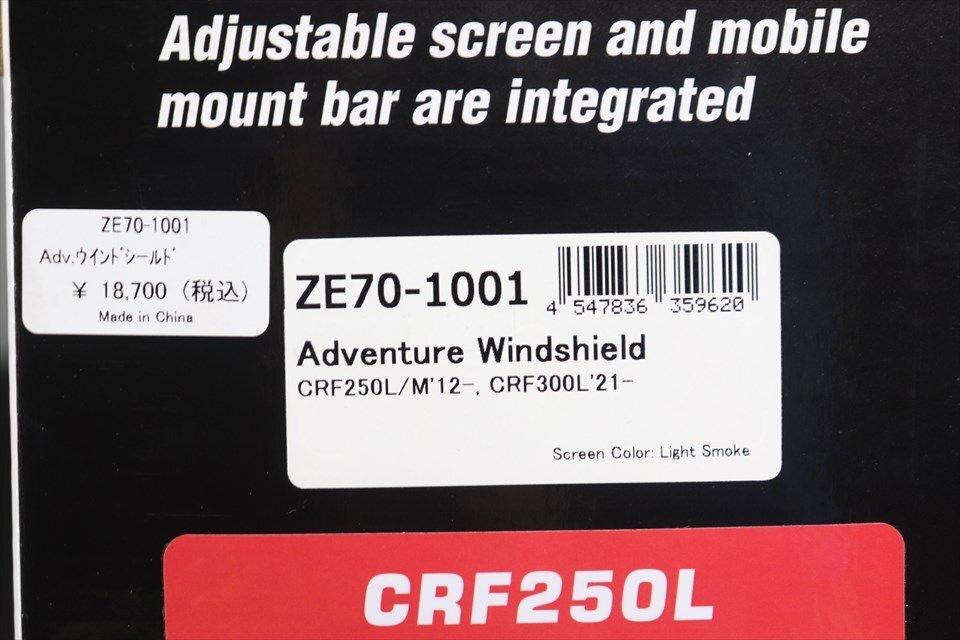 Adjustable screen and mobile
mount bar are integrated
ZE70-1001
Adv.ウインドシールド
¥ 18,700 (税込)
Made in China
ZE70-1001
4 547836 359620
Adventure Windshield
CRF250L/M'12-, CRF300L'21-
Screen Color: Light Smoke
CRF250L